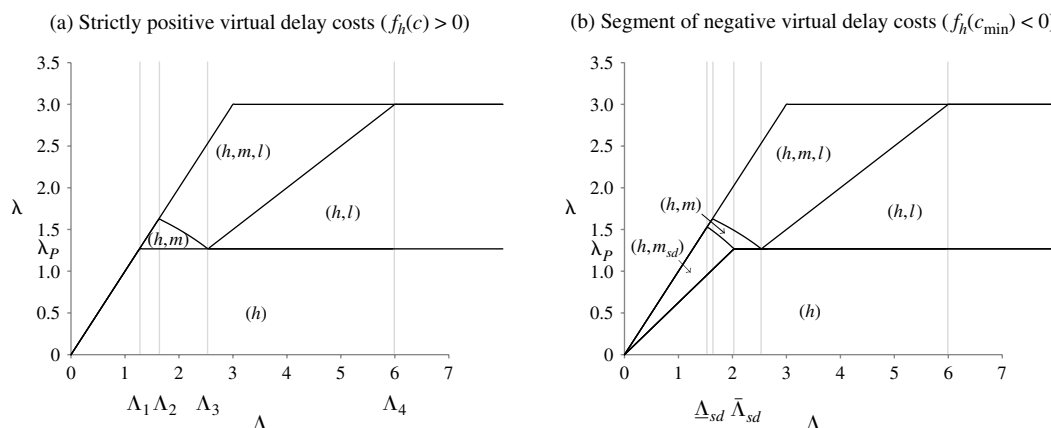 (a) Strictly positive virtual delay costs (f_h(c) > 0)
3.5
3.0
2.5
2.0
λ
1.5
λ_P
1.0
0.5
0
(h,m,l)
(h,l)
(h,m)
(h)
0 1 2 3 4 5 6 7
Λ_1 Λ_2 Λ_3 Λ_4
Λ
(b) Segment of negative virtual delay costs (f_h(c_min) < 0)
3.5
3.0
2.5
2.0
λ
1.5
λ_P
1.0
0.5
0
(h,m,l)
(h,m)
(h,l)
(h,m_sd)
(h)
0 1 2 3 4 5 6 7
Λ̲_sd Λ̄_sd
Λ